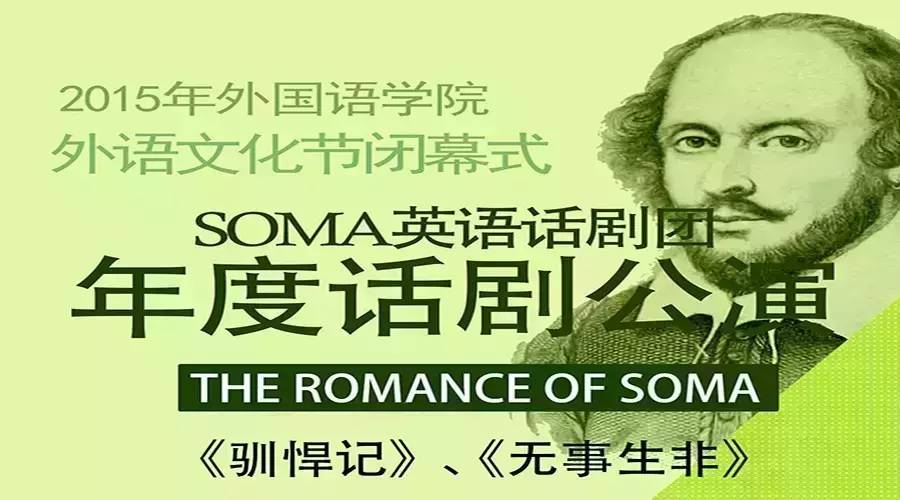 2015年外国语学院
外语文化节闭幕式
SOMA英语话剧团
年度话剧公演
THE ROMANCE OF SOMA
《驯悍记》、《无事生非》